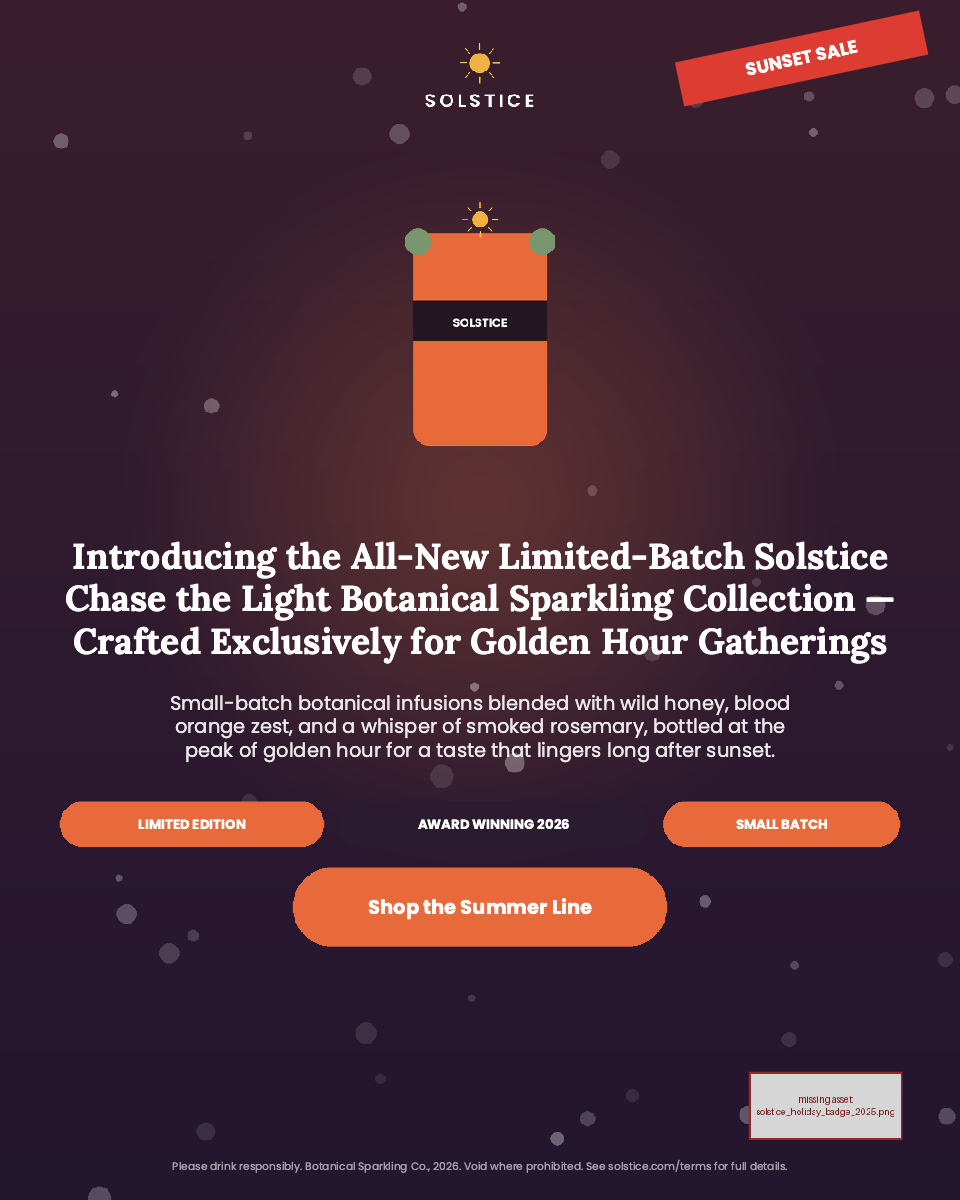 SUNSET SALE
SOLSTICE
SOLSTICE
Introducing the All-New Limited-Batch Solstice
Chase the Light Botanical Sparkling Collection —
Crafted Exclusively for Golden Hour Gatherings
Small-batch botanical infusions blended with wild honey, blood
orange zest, and a whisper of smoked rosemary, bottled at the
peak of golden hour for a taste that lingers long after sunset.
LIMITED EDITION
AWARD WINNING 2026
SMALL BATCH
Shop the Summer Line
missing asset:
solstice_holiday_badge_2025.png
Please drink responsibly. Botanical Sparkling Co., 2026. Void where prohibited. See solstice.com/terms for full details.